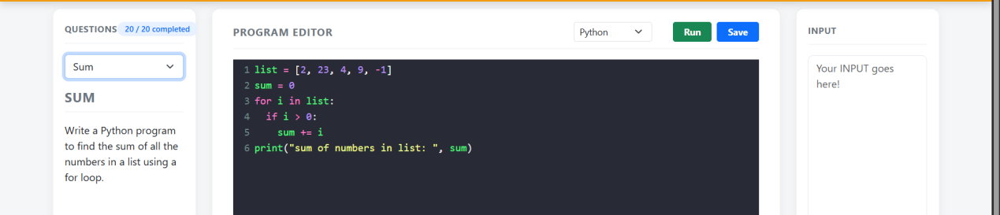 QUESTIONS 20 / 20 completed
Sum
SUM
Write a Python program
to find the sum of all the
numbers in a list using a
for loop.
PROGRAM EDITOR Python Run Save
1 list = [2, 23, 4, 9, -1]
2 sum = 0
3 for i in list:
4   if i > 0:
5     sum += i
6 print("sum of numbers in list: ", sum)
INPUT
Your INPUT goes
here!